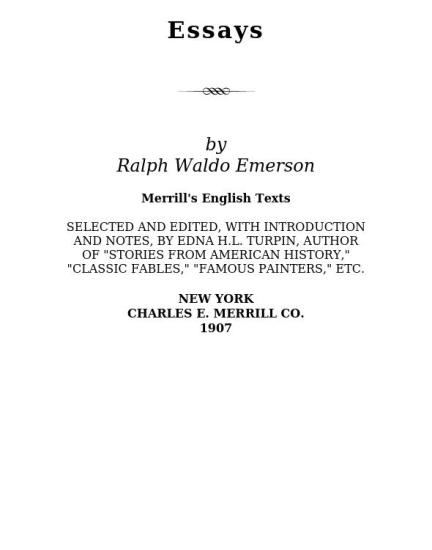 Essays
by
Ralph Waldo Emerson
Merrill's English Texts
SELECTED AND EDITED, WITH INTRODUCTION
AND NOTES, BY EDNA H.L. TURPIN, AUTHOR
OF "STORIES FROM AMERICAN HISTORY,"
"CLASSIC FABLES," "FAMOUS PAINTERS," ETC.
NEW YORK
CHARLES E. MERRILL CO.
1907